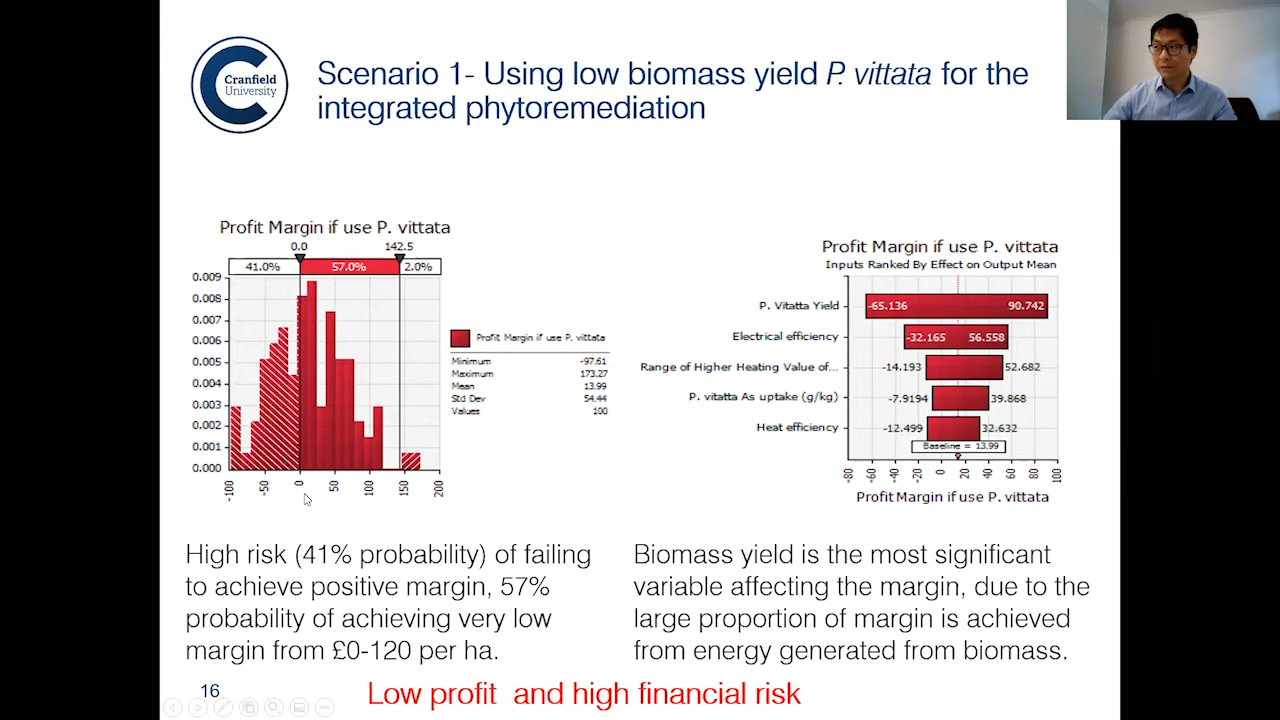 Cranfield
University
Scenario 1- Using low biomass yield P. vittata for the
integrated phytoremediation
Profit Margin if use P. vittata
0.0 142.5
41.0% 57.0% 2.0%
0.009
0.008
0.007
0.006
0.005
0.004
0.003
0.002
0.001
0.000
-100 -50 0 50 100 150 200
Profit Margin if use P. vittata
Minimum -97.61
Maximum 173.27
Mean 13.99
Std Dev 54.44
Values 100
Profit Margin if use P. vittata
Inputs Ranked By Effect on Output Mean
P. Vitatta Yield -65.136 90.742
Electrical efficiency -32.165 56.558
Range of Higher Heating Value of... -14.193 52.682
P. vittata As uptake (g/kg) -7.9194 39.868
Heat efficiency -12.499 32.632
Baseline = 13.99
-80 -60 -40 -20 0 20 40 60 80 100
Profit Margin if use P. vittata
High risk (41% probability) of failing
to achieve positive margin, 57%
probability of achieving very low
margin from £0-120 per ha.
Biomass yield is the most significant
variable affecting the margin, due to the
large proportion of margin is achieved
from energy generated from biomass.
16
Low profit and high financial risk